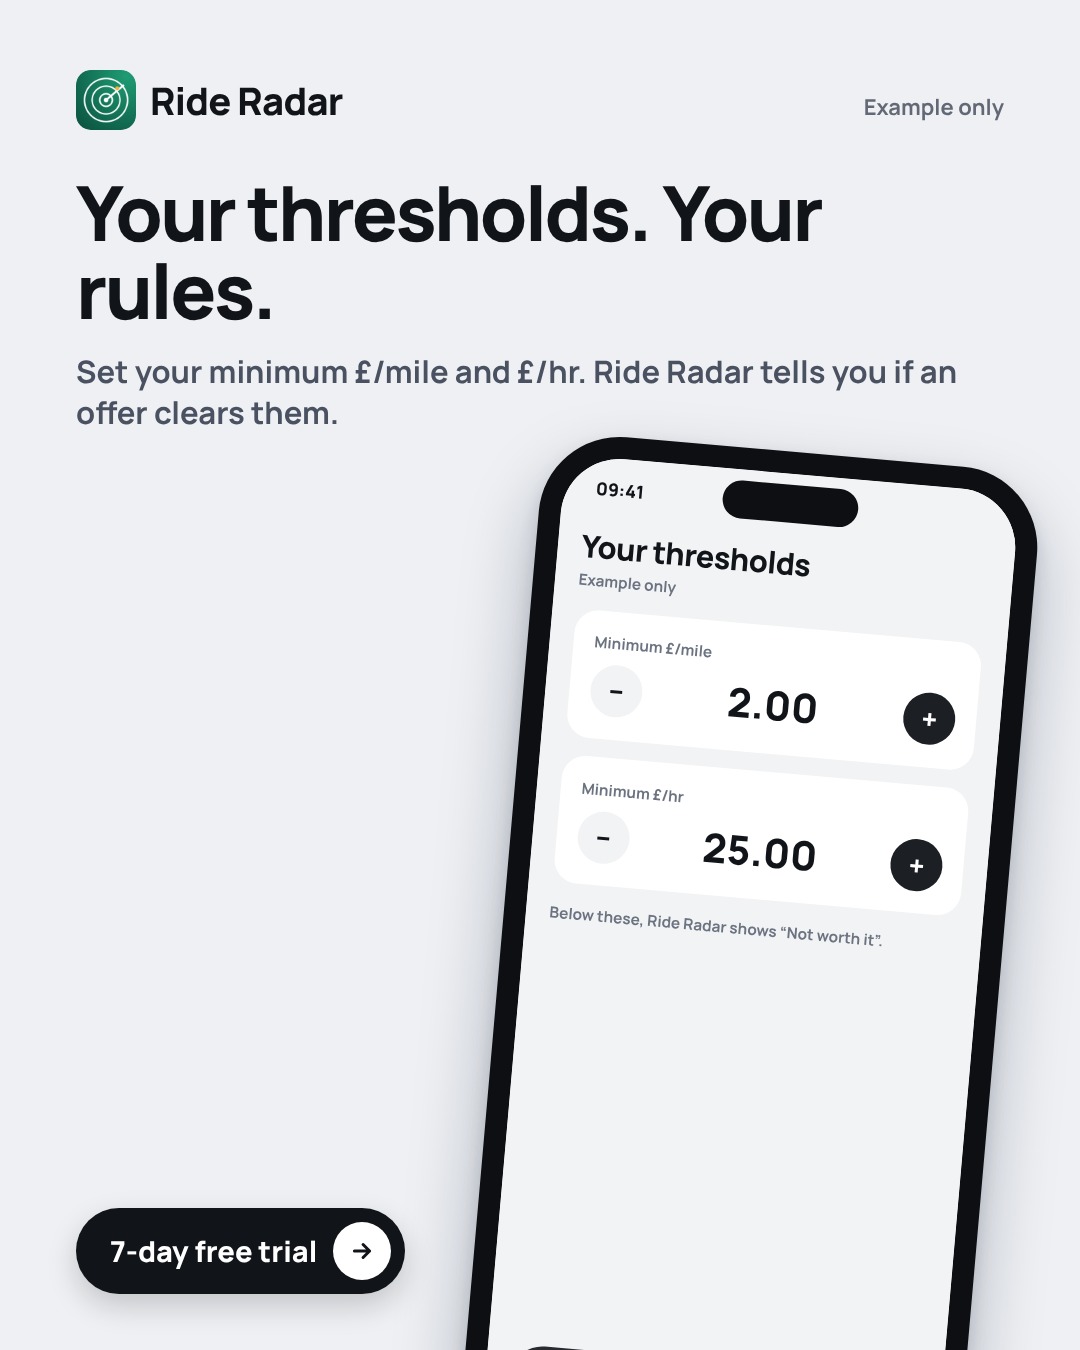 Ride Radar
Example only
Your thresholds. Your
rules.
Set your minimum £/mile and £/hr. Ride Radar tells you if an
offer clears them.
09:41
Your thresholds
Example only
Minimum £/mile
− 2.00 +
Minimum £/hr
− 25.00 +
Below these, Ride Radar shows “Not worth it”.
7-day free trial →